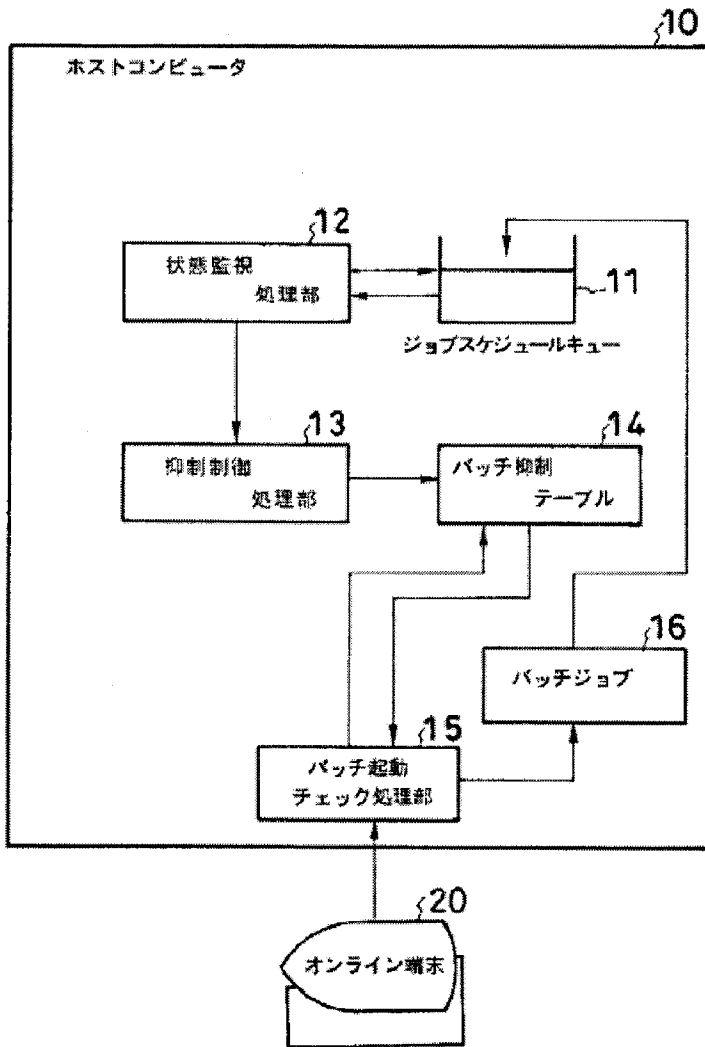 10
ホストコンピュータ
12
状態監視
処理部
11
ジョブスケジュールキュー
13
抑制制御
処理部
14
バッチ抑制
テーブル
16
バッチジョブ
15
バッチ起動
チェック処理部
20
オンライン端末